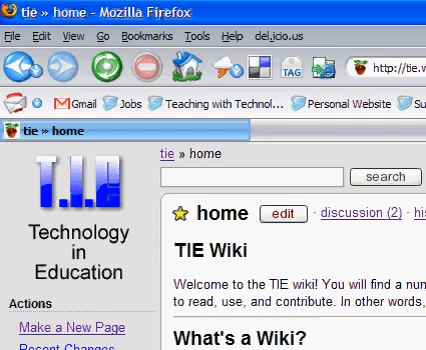 tie » home - Mozilla Firefox
File Edit View Go Bookmarks Tools Help del.icio.us
TAG http://tie.w
Gmail Jobs Teaching with Technol... Personal Website Su
tie » home
tie » home
search
T.I.E
Technology
in
Education
home edit · discussion (2) · his
TIE Wiki
Welcome to the TIE wiki! You will find a num
to read, use, and contribute. In other words,
What's a Wiki?
Actions
Make a New Page
Recent Changes